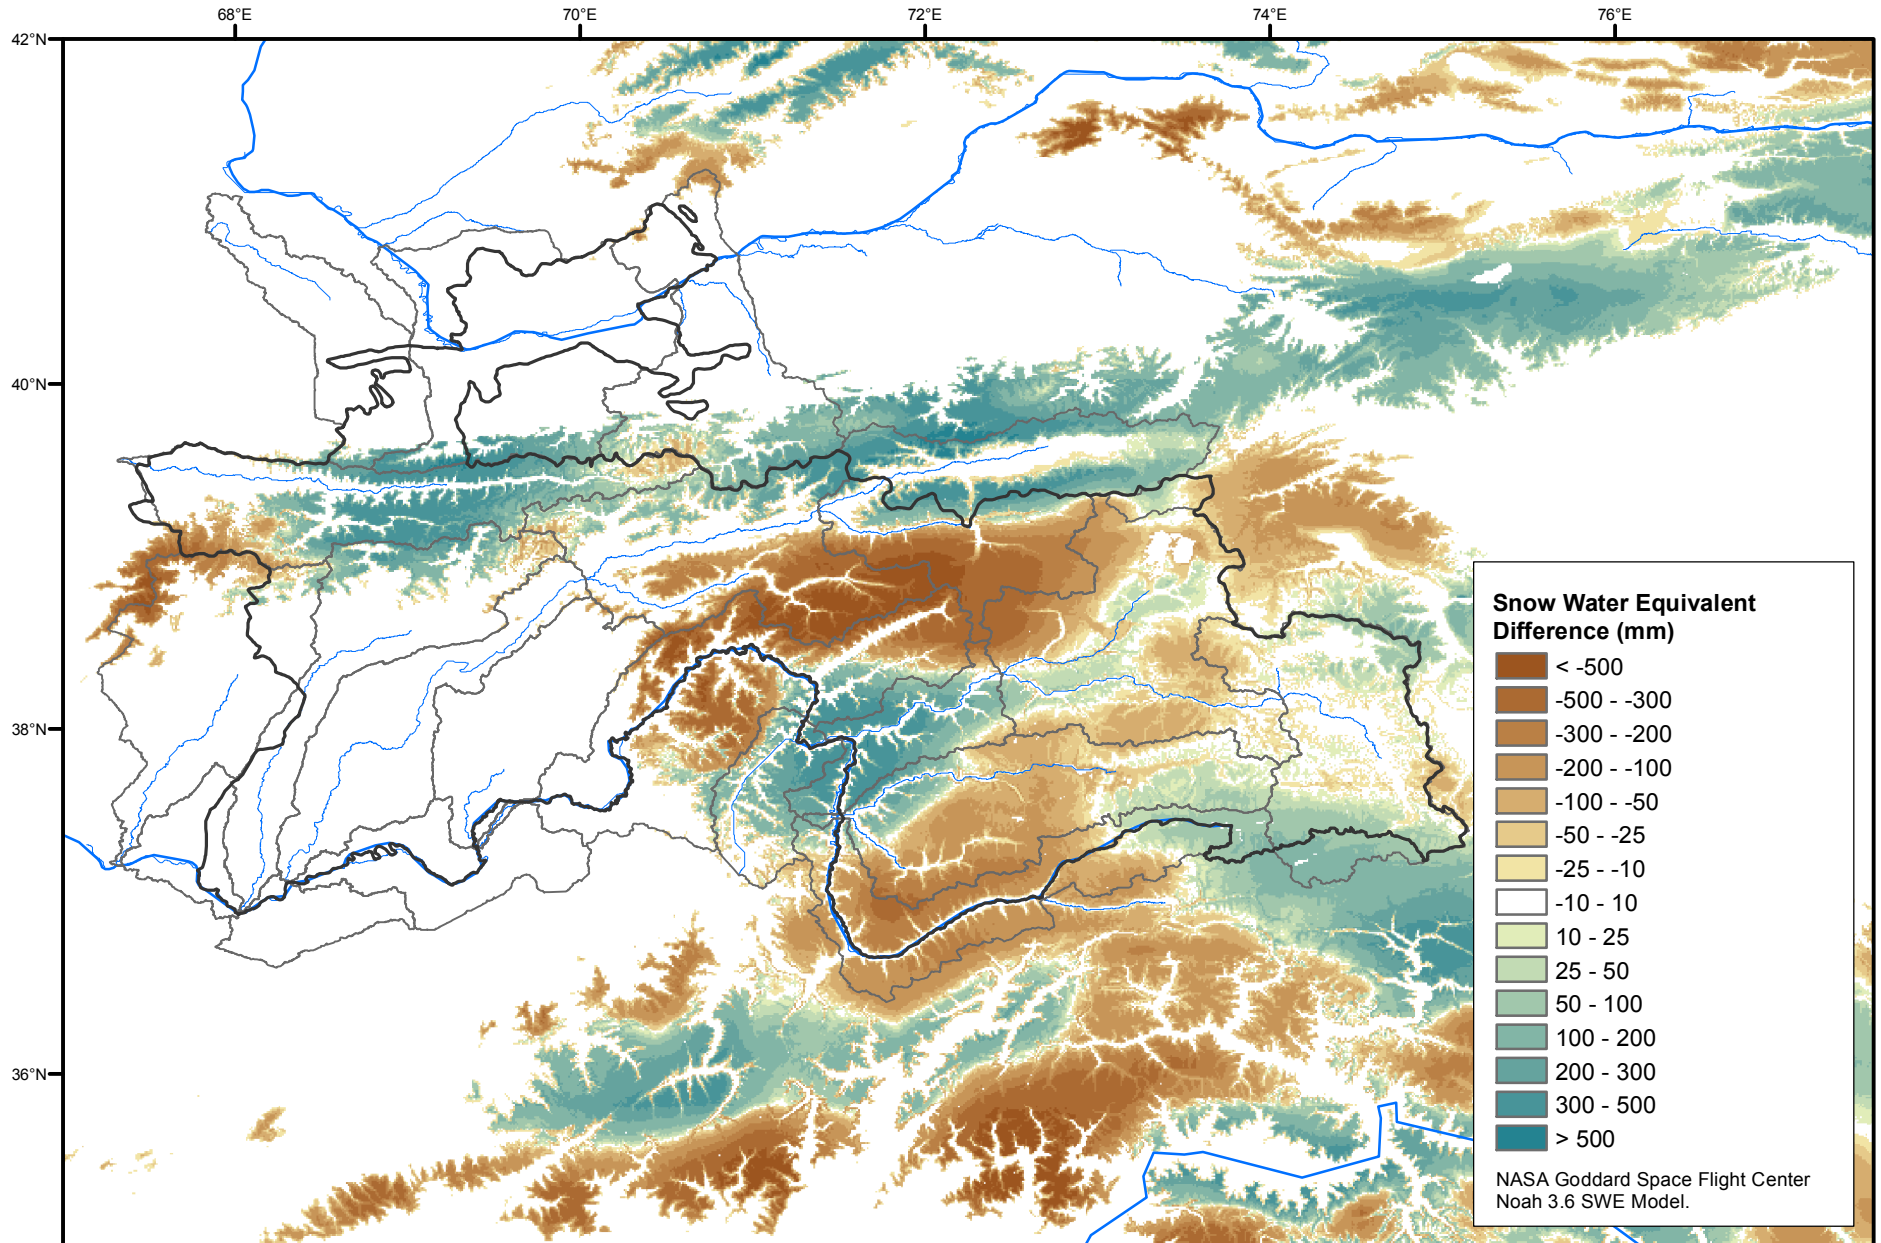 68°E
70°E
72°E
74°E
76°E
42°N
40°N
38°N
36°N
Snow Water Equivalent
Difference (mm)
< -500
-500 - -300
-300 - -200
-200 - -100
-100 - -50
-50 - -25
-25 - -10
-10 - 10
10 - 25
25 - 50
50 - 100
100 - 200
200 - 300
300 - 500
> 500
NASA Goddard Space Flight Center
Noah 3.6 SWE Model.